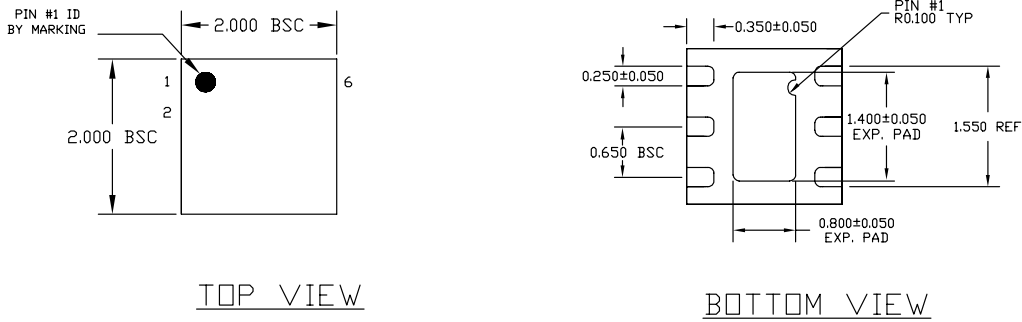 PIN #1 ID
BY MARKING
2.000 BSC
1
2
6
2.000 BSC
TOP VIEW
PIN #1
R0.100 TYP
0.350±0.050
0.250±0.050
0.650 BSC
1.400±0.050
EXP. PAD
1.550 REF
0.800±0.050
EXP. PAD
BOTTOM VIEW